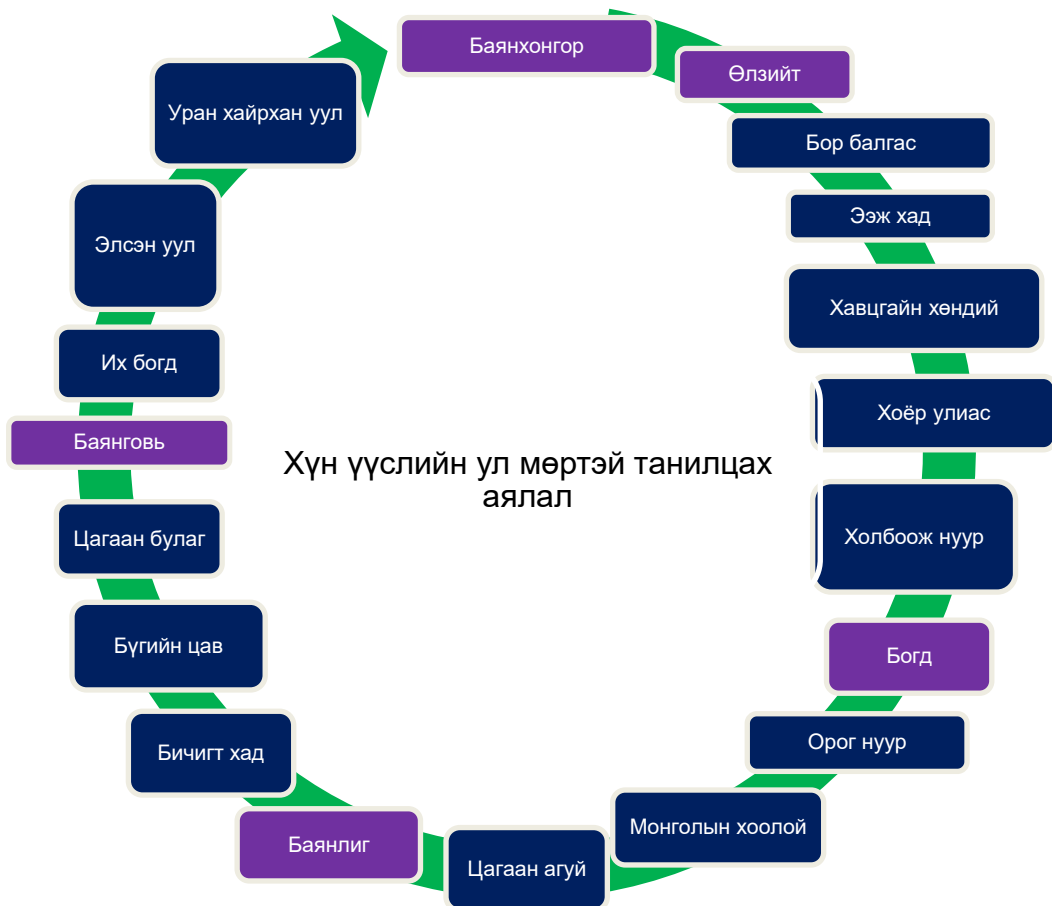 Баянхонгор
Өлзийт
Бор балгас
Ээж хад
Хавцгайн хөндий
Хоёр улиас
Холбоож нуур
Богд
Орог нуур
Монголын хоолой
Цагаан агуй
Баянлиг
Бичигт хад
Бүгийн цав
Цагаан булаг
Баянговь
Их богд
Элсэн уул
Уран хайрхан уул
Хүн үүслийн ул мөртэй танилцах
аялал